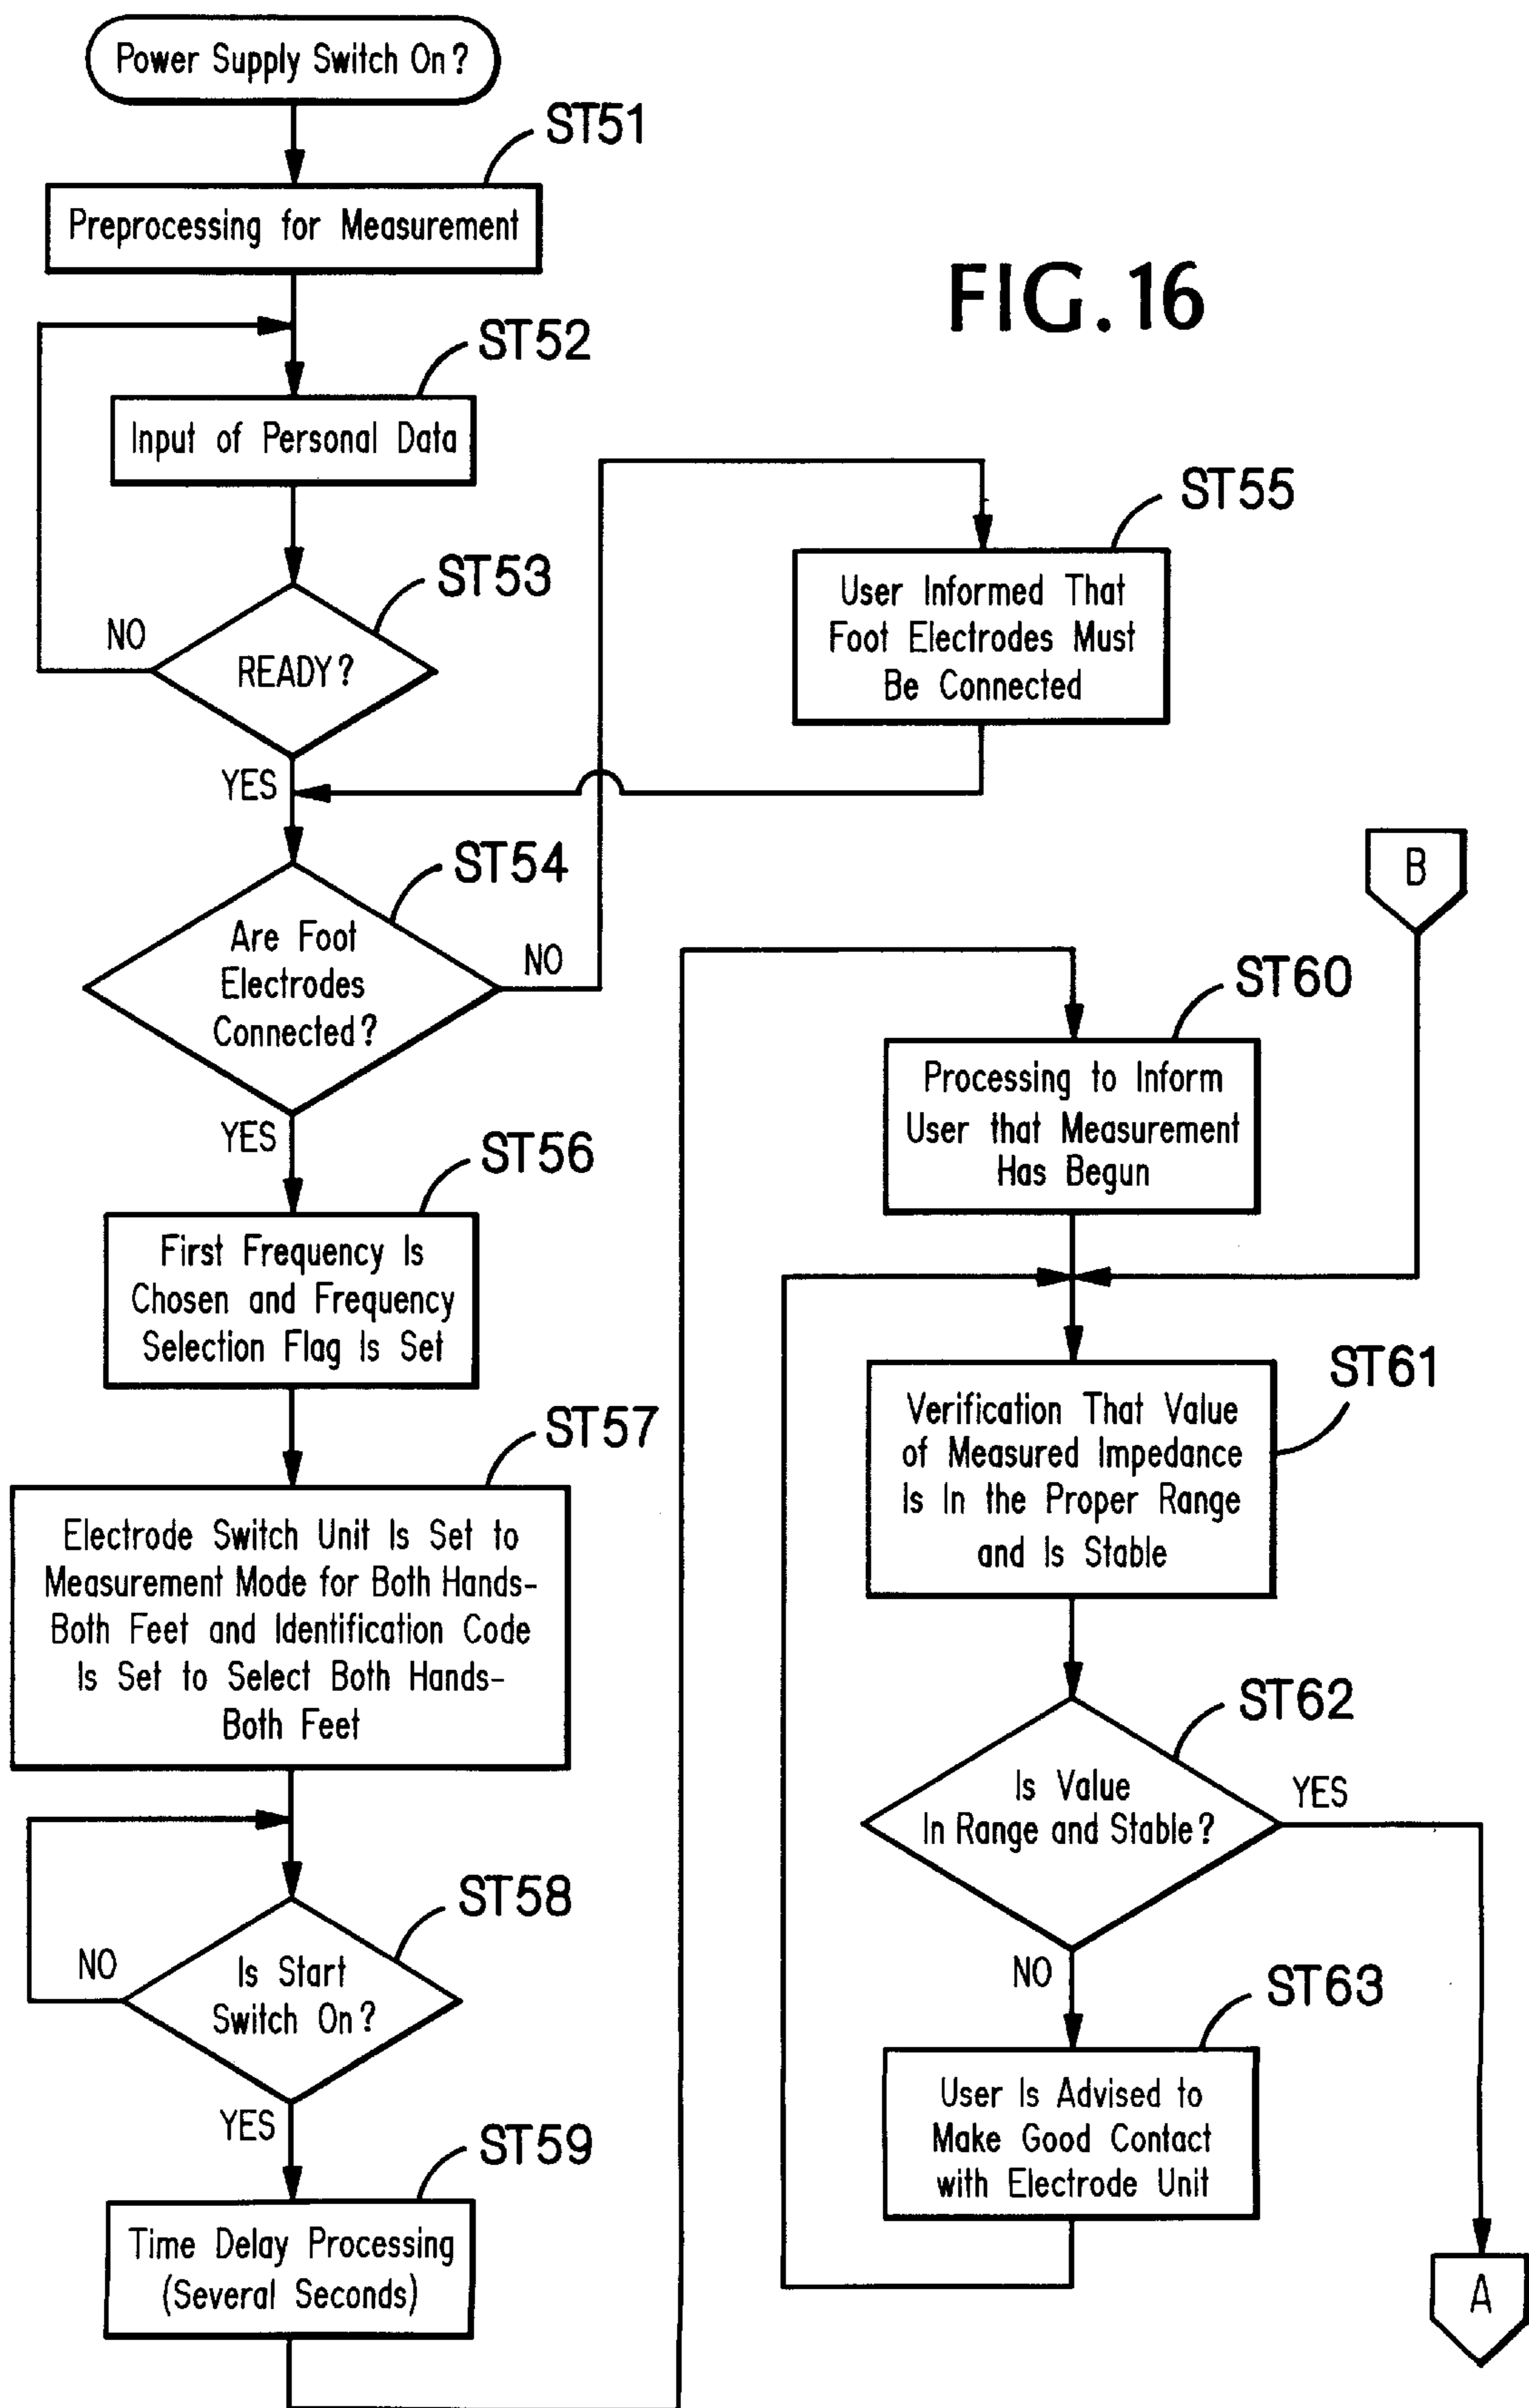 Power Supply Switch On?
ST51
Preprocessing for Measurement
FIG.16
ST52
Input of Personal Data
ST53
NO
READY?
YES
ST55
User Informed That
Foot Electrodes Must
Be Connected
ST54
Are Foot
Electrodes
Connected?
NO
YES
ST56
First Frequency Is
Chosen and Frequency
Selection Flag Is Set
ST57
Electrode Switch Unit Is Set to
Measurement Mode for Both Hands-
Both Feet and Identification Code
Is Set to Select Both Hands-
Both Feet
ST58
NO
Is Start
Switch On?
YES
ST59
Time Delay Processing
(Several Seconds)
B
ST60
Processing to Inform
User that Measurement
Has Begun
ST61
Verification That Value
of Measured Impedance
Is In the Proper Range
and Is Stable
ST62
Is Value
In Range and Stable?
YES
NO
ST63
User Is Advised to
Make Good Contact
with Electrode Unit
A